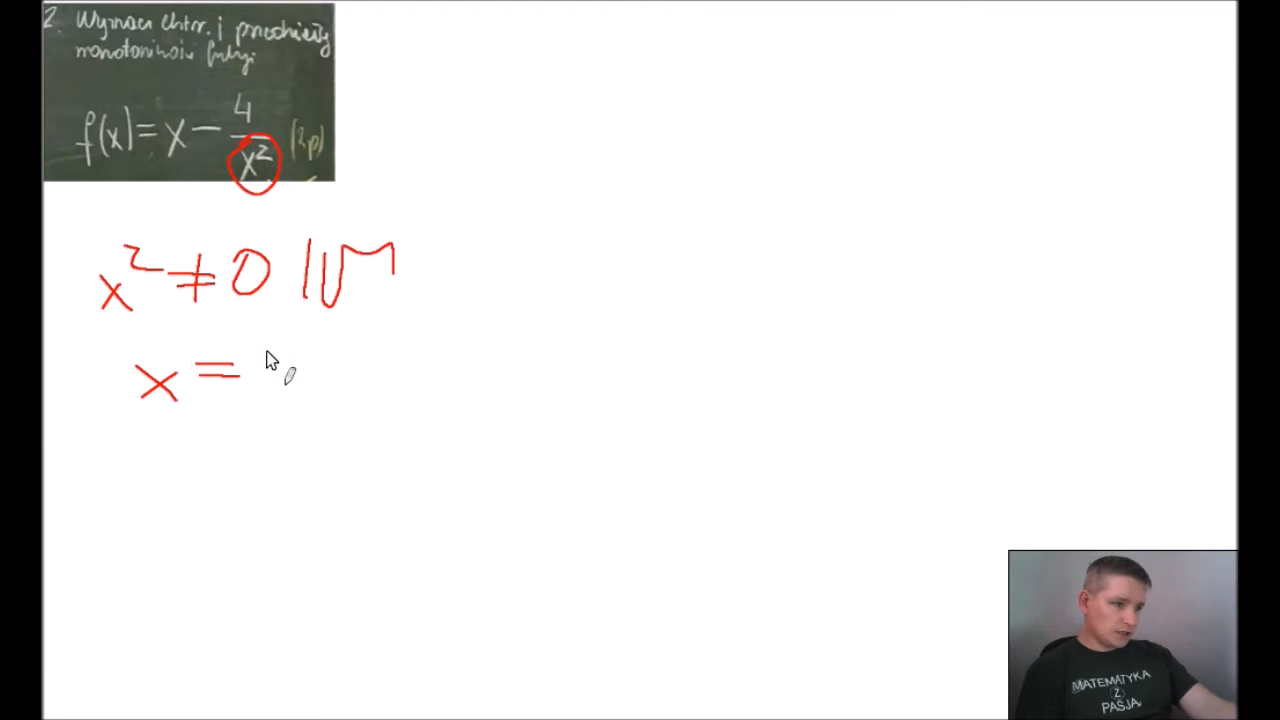 2. Wyznacz ekstr. i przedziały
monotoniczności funkcji
f(x) = x - 4/x² (2p)
x² ≠ 0 |√
x =
MATEMATYKA
Z
PASJĄ